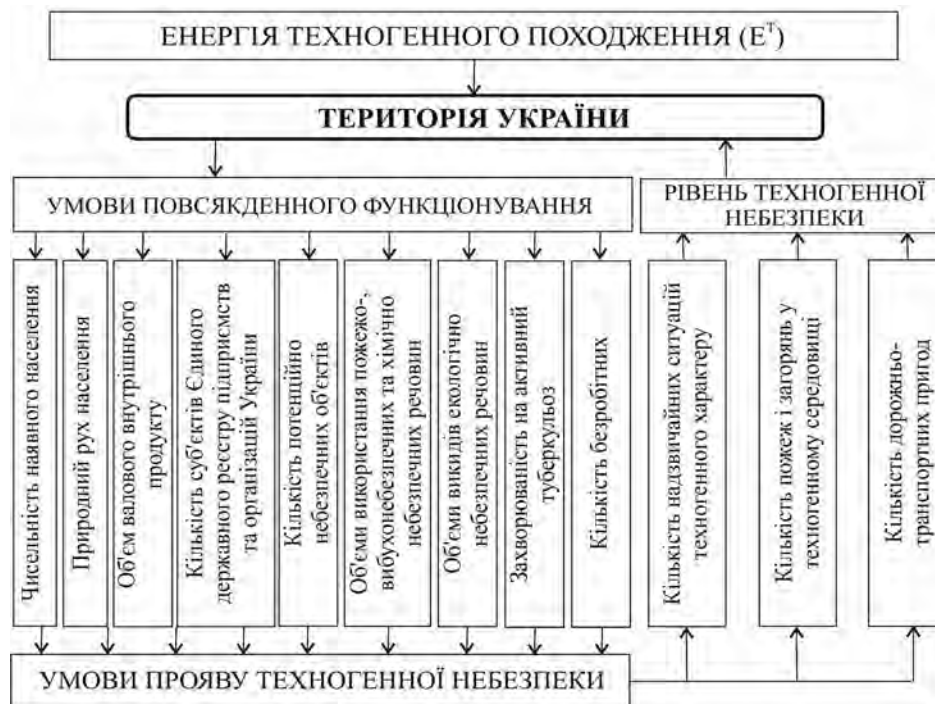 ЕНЕРГІЯ ТЕХНОГЕННОГО ПОХОДЖЕННЯ (Е^Т)
ТЕРИТОРІЯ УКРАЇНИ
УМОВИ ПОВСЯКДЕННОГО ФУНКЦІОНУВАННЯ
РІВЕНЬ ТЕХНОГЕННОЇ
НЕБЕЗПЕКИ
Чисельність наявного населення
Природний рух населення
Об'єм валового внутрішнього
продукту
Кількість суб'єктів Єдиного
державного реєстру підприємств
та організацій України
Кількість потенційно
небезпечних об'єктів
Об'єми використання пожежо-,
вибухонебезпечних та хімічно
небезпечних речовин
Об'єми викидів екологічно
небезпечних речовин
Захворюваність на активний
туберкульоз
Кількість безробітних
Кількість надзвичайних ситуацій
техногенного характеру
Кількість пожеж і загорянь у
техногенному середовищі
Кількість дорожньо-
транспортних пригод
УМОВИ ПРОЯВУ ТЕХНОГЕННОЇ НЕБЕЗПЕКИ